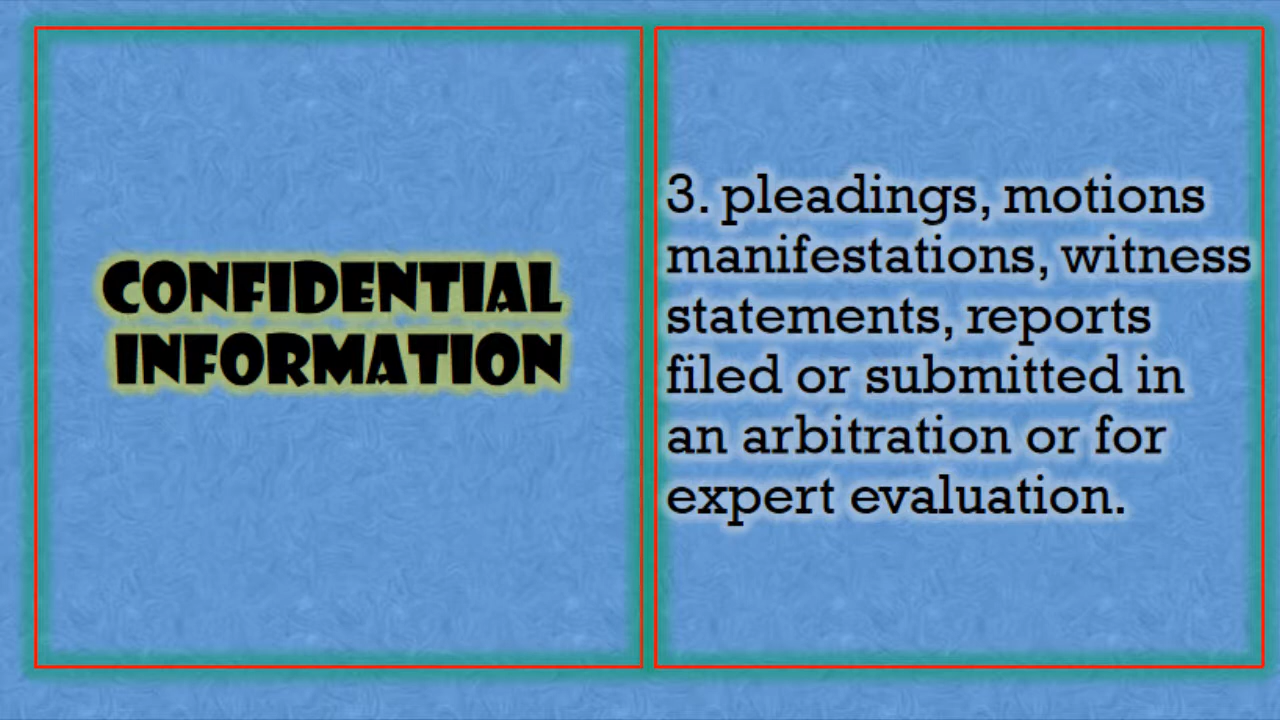 CONFIDENTIAL
INFORMATION
3. pleadings, motions
manifestations, witness
statements, reports
filed or submitted in
an arbitration or for
expert evaluation.